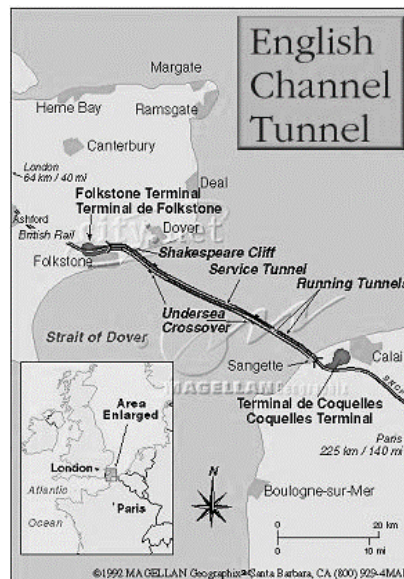 English
Channel
Tunnel
Margate
Herne Bay
Ramsgate
Canterbury
London
64 km / 40 mi
Deal
Folkstone Terminal
Terminal de Folkstone
Ashford
British Rail
Dover
Folkstone
Shakespeare Cliff
Service Tunnel
Running Tunnels
Undersea
Crossover
Strait of Dover
Sangette
Calai
SNCF
MAGELLAN
Terminal de Coquelles
Coquelles Terminal
Area
Enlarged
Paris
225 km / 140 mi
London
Atlantic
Ocean
Paris
N
Boulogne-sur-Mer
0 20 km
0 10 mi
©1992 MAGELLAN Geographix Santa Barbara, CA (800) 929-4MAP